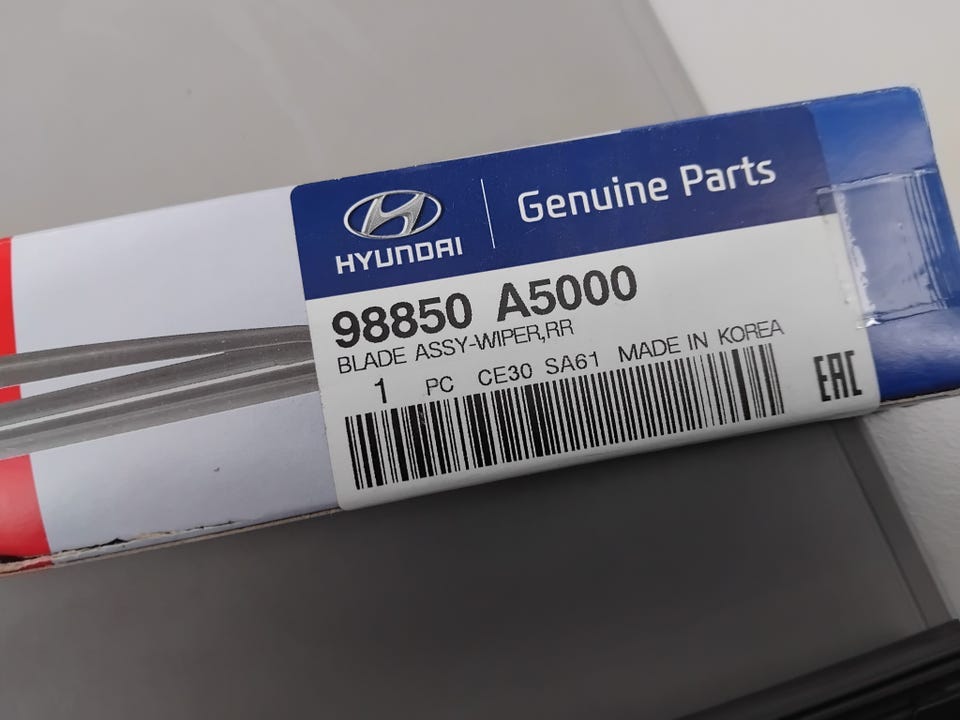 HYUNDAI
Genuine Parts
98850 A5000
BLADE ASSY-WIPER,RR
1 PC CE30 SA61 MADE IN KOREA
EAC